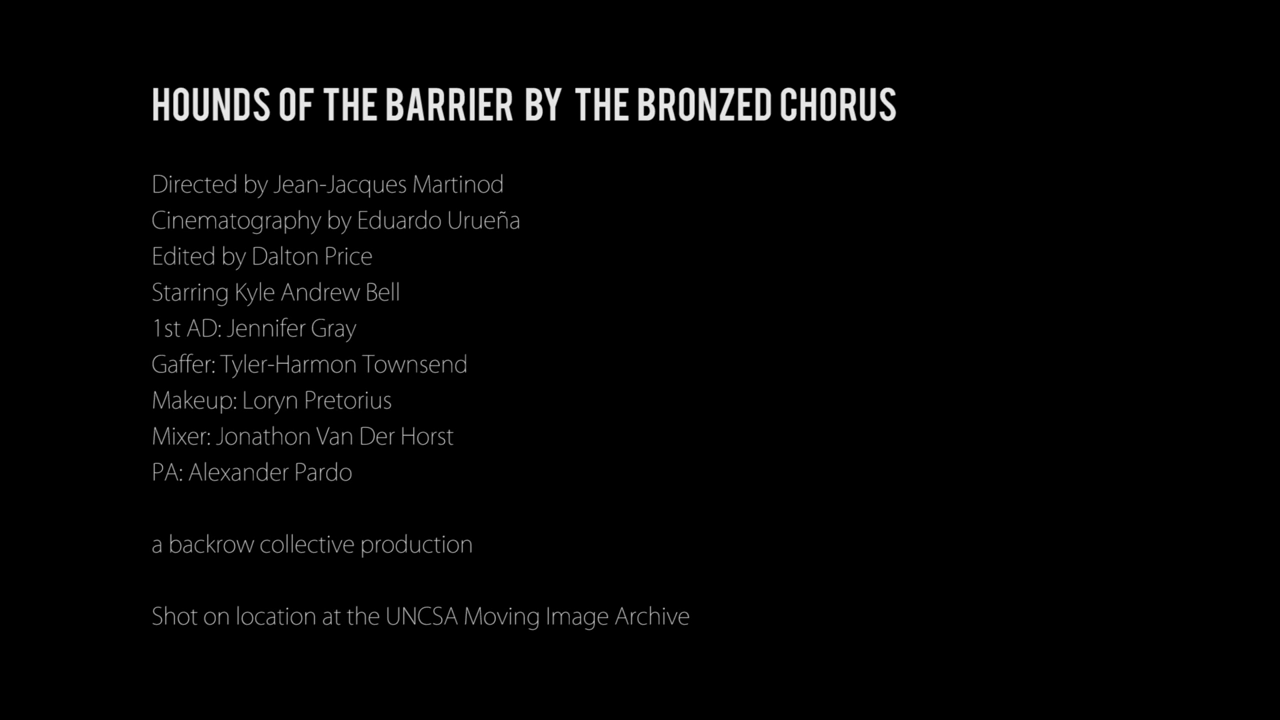 HOUNDS OF THE BARRIER BY THE BRONZED CHORUS
Directed by Jean-Jacques Martinod
Cinematography by Eduardo Urueña
Edited by Dalton Price
Starring Kyle Andrew Bell
1st AD: Jennifer Gray
Gaffer: Tyler-Harmon Townsend
Makeup: Loryn Pretorius
Mixer: Jonathon Van Der Horst
PA: Alexander Pardo
a backrow collective production
Shot on location at the UNCSA Moving Image Archive